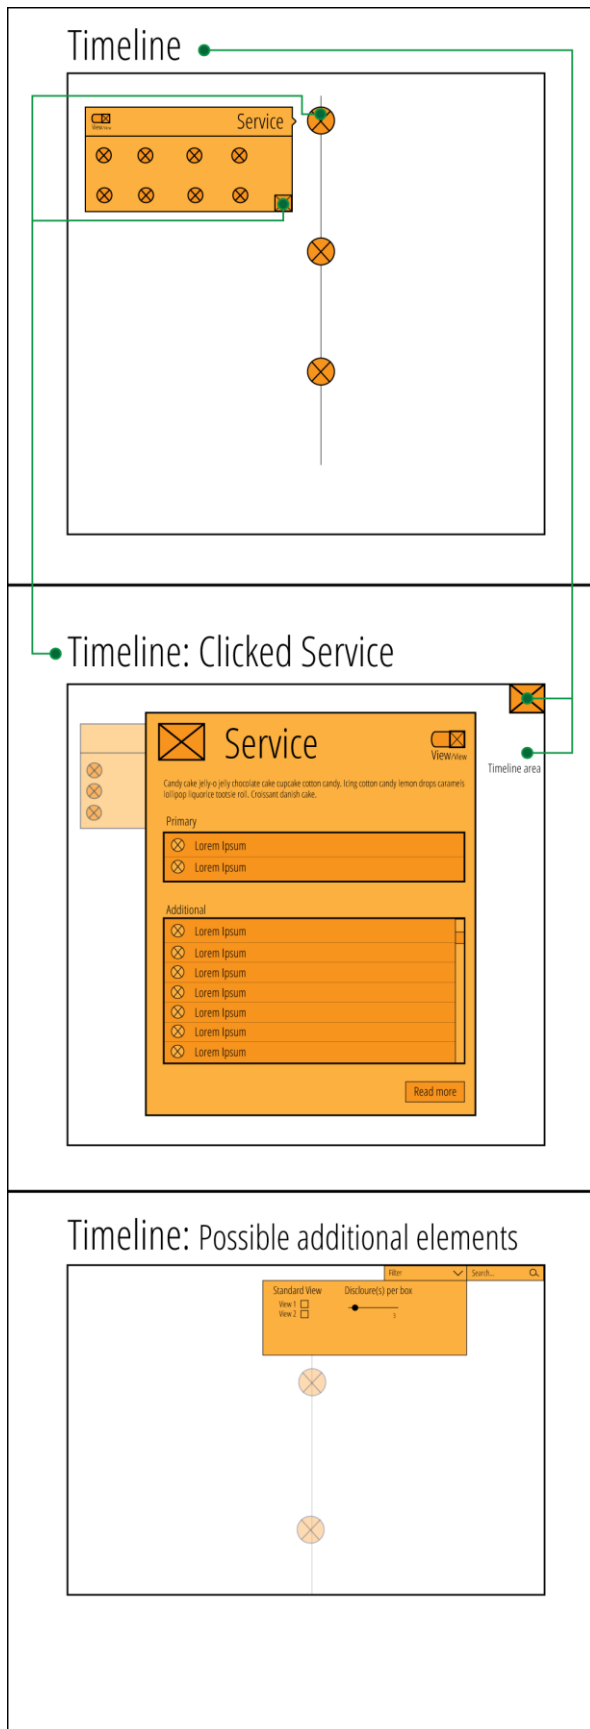 Timeline
View/View
Service
Timeline: Clicked Service
Service
View/View
Timeline area
Candy cake jelly-o jelly chocolate cake cupcake cotton candy. Icing cotton candy lemon drops caramels
lollipop liquorice tootsie roll. Croissant danish cake.
Primary
Lorem Ipsum
Lorem Ipsum
Additional
Lorem Ipsum
Lorem Ipsum
Lorem Ipsum
Lorem Ipsum
Lorem Ipsum
Lorem Ipsum
Lorem Ipsum
Read more
Timeline: Possible additional elements
Filter
Search...
Standard View
Discloure(s) per box
View 1
View 2
3